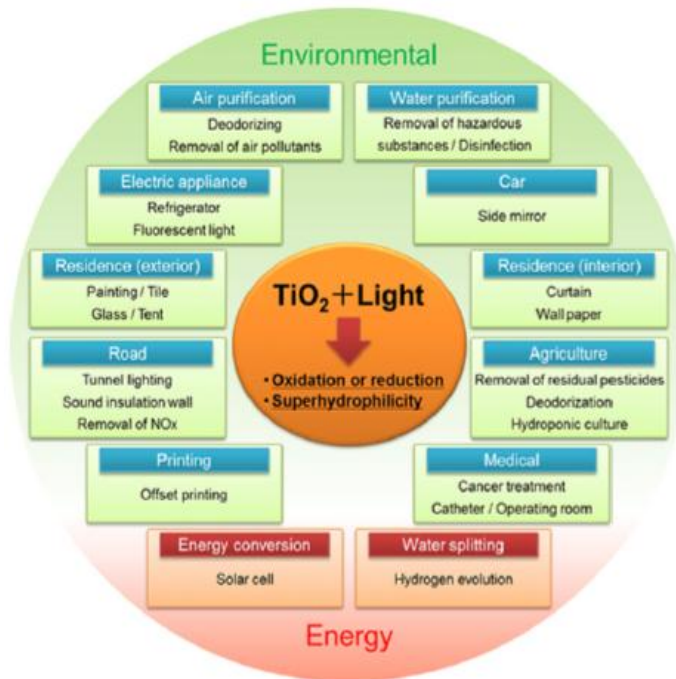 Environmental
Air purification
Deodorizing
Removal of air pollutants
Water purification
Removal of hazardous
substances / Disinfection
Electric appliance
Refrigerator
Fluorescent light
Car
Side mirror
Residence (exterior)
Painting / Tile
Glass / Tent
TiO₂+Light
• Oxidation or reduction
• Superhydrophilicity
Residence (interior)
Curtain
Wall paper
Road
Tunnel lighting
Sound insulation wall
Removal of NOx
Agriculture
Removal of residual pesticides
Deodorization
Hydroponic culture
Printing
Offset printing
Medical
Cancer treatment
Catheter / Operating room
Energy conversion
Solar cell
Water splitting
Hydrogen evolution
Energy